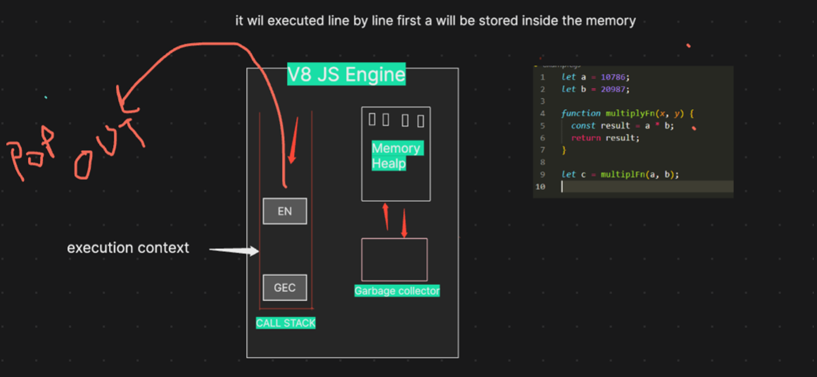 it wil executed line by line first a will be stored inside the memory
V8 JS Engine
POP OUT
Memory
Healp
EN
execution context
GEC
CALL STACK
Garbage collector
1 let a = 10786;
2 let b = 20987;
3
4 function multiplyFn(x, y) {
5 const result = a * b;
6 return result;
7 }
8
9 let c = multiplFn(a, b);
10